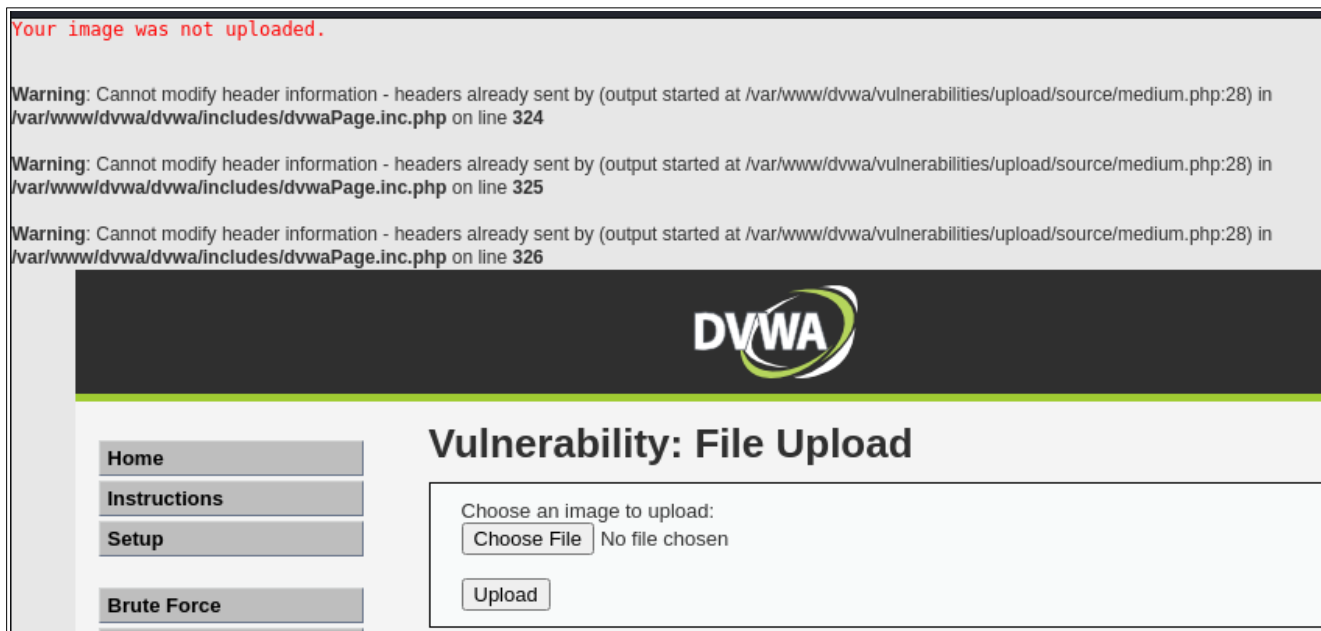 Your image was not uploaded.
Warning: Cannot modify header information - headers already sent by (output started at /var/www/dvwa/vulnerabilities/upload/source/medium.php:28) in
/var/www/dvwa/dvwa/includes/dvwaPage.inc.php on line 324
Warning: Cannot modify header information - headers already sent by (output started at /var/www/dvwa/vulnerabilities/upload/source/medium.php:28) in
/var/www/dvwa/dvwa/includes/dvwaPage.inc.php on line 325
Warning: Cannot modify header information - headers already sent by (output started at /var/www/dvwa/vulnerabilities/upload/source/medium.php:28) in
/var/www/dvwa/dvwa/includes/dvwaPage.inc.php on line 326
DVWA
Home
Instructions
Setup
Brute Force
Vulnerability: File Upload
Choose an image to upload:
Choose File No file chosen
Upload